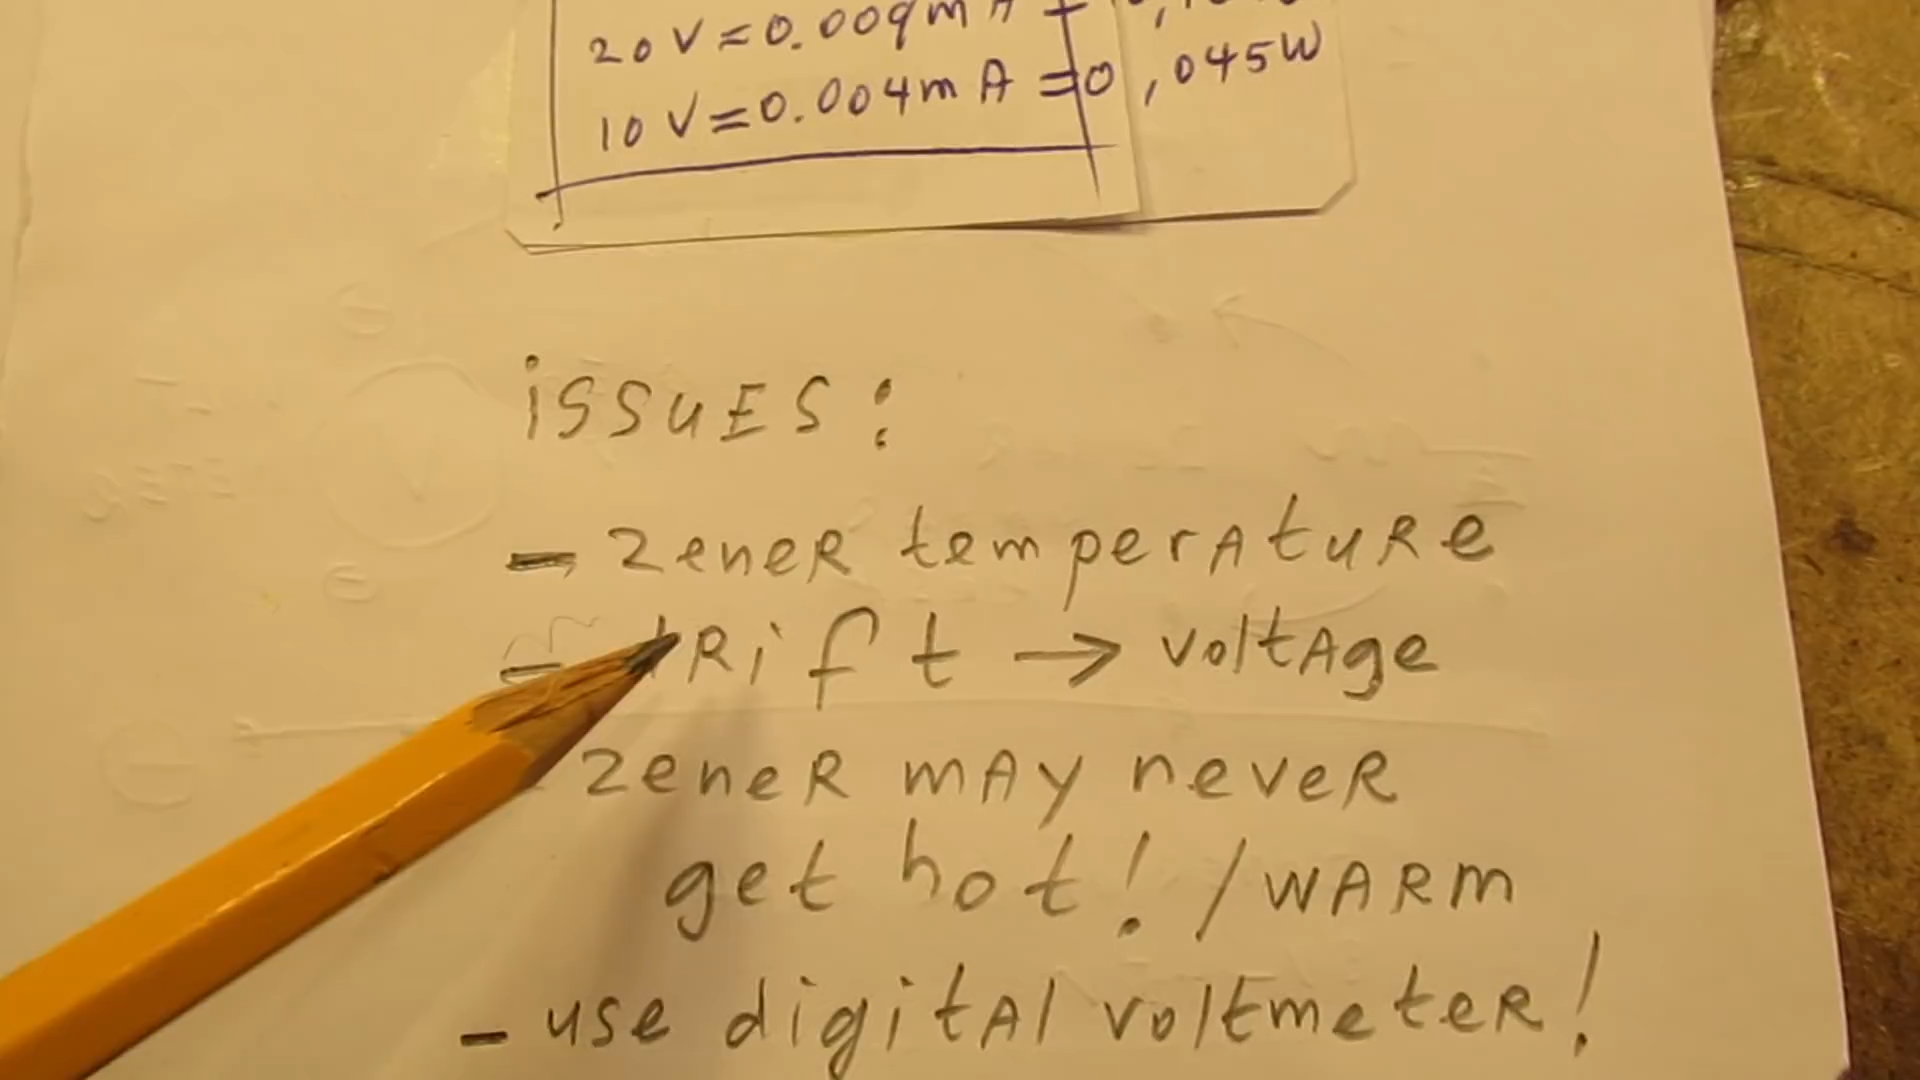 20V=0.009mA
10V=0.004mA=0,045W
issuES:
- ZeneR temperAtuRe
- dRift → voltAge
- ZeneR mAy neveR
get hot! / WARm
- use digitAl voltmeteR!